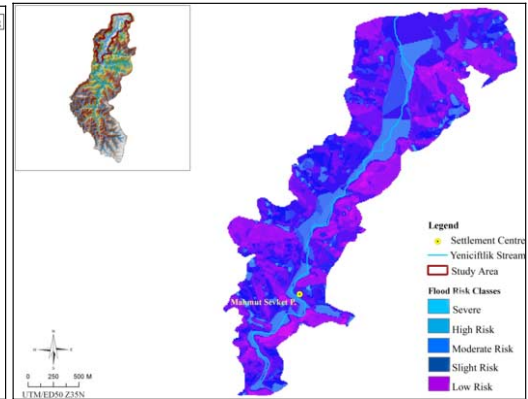 Legend
Settlement Centre
Yeniciftlik Stream
Study Area
Flood Risk Classes
Severe
High Risk
Moderate Risk
Slight Risk
Low Risk
Mahmut Sevket P.
0 250 500 M
UTM/ED50 Z35N